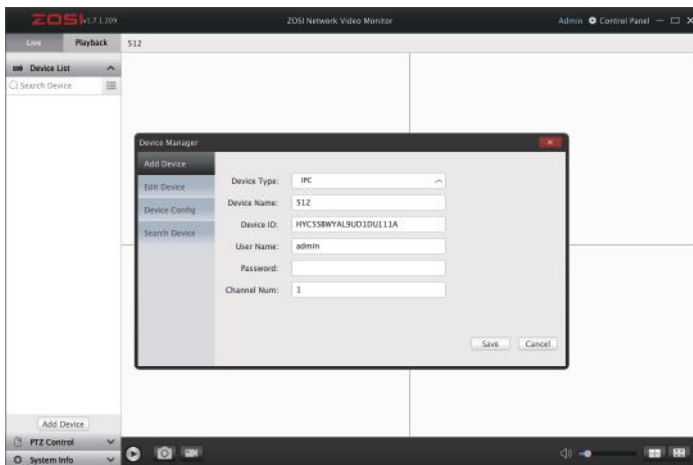 ZOSI v1.7.1.209
ZOSI Network Video Monitor
Admin Control Panel
Live Playback
512
Device List
Search Device
Device Manager
Add Device
Edit Device
Device Config
Search Device
Device Type: IPC
Device Name: 512
Device ID: HYC5SBWYAL9UD1DU111A
User Name: admin
Password:
Channel Num: 1
Save Cancel
Add Device
PTZ Control
System Info